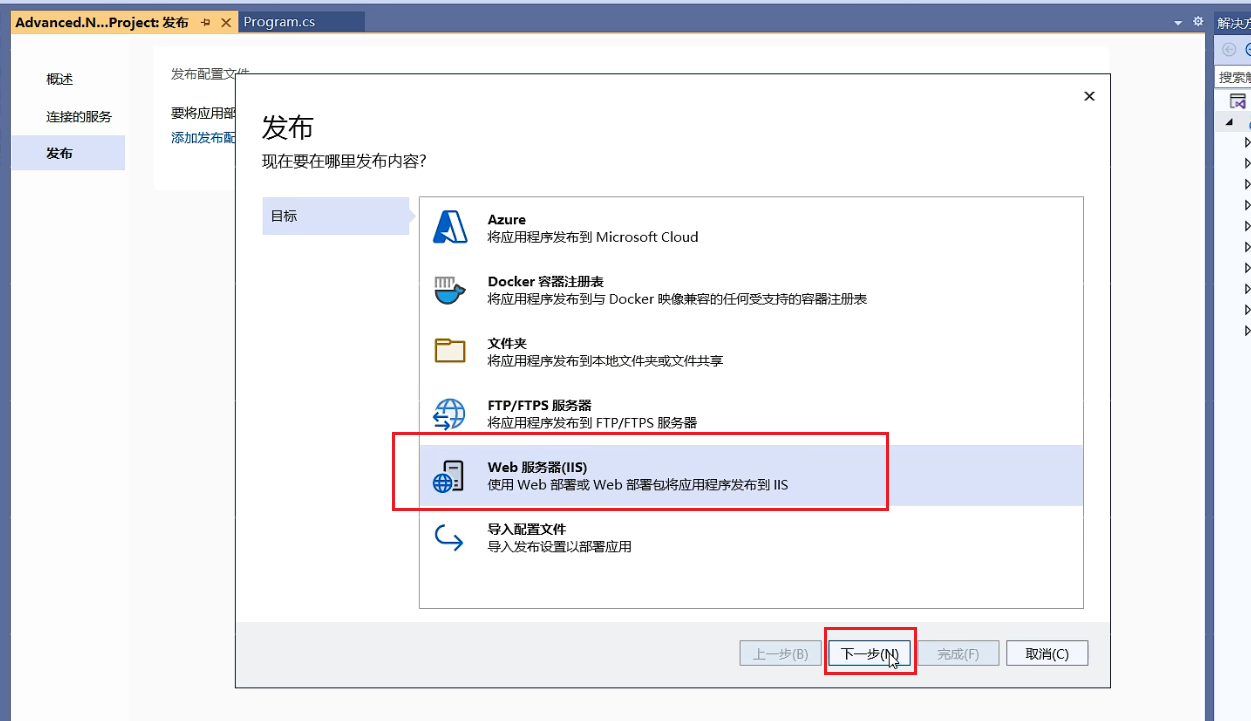 Advanced.N...Project: 发布
Program.cs
解决方
搜索解
概述
连接的服务
发布
发布配置文件
要将应用部
添加发布配
发布
现在要在哪里发布内容?
目标
Azure
将应用程序发布到 Microsoft Cloud
Docker 容器注册表
将应用程序发布到与 Docker 映像兼容的任何受支持的容器注册表
文件夹
将应用程序发布到本地文件夹或文件共享
FTP/FTPS 服务器
将应用程序发布到 FTP/FTPS 服务器
Web 服务器(IIS)
使用 Web 部署或 Web 部署包将应用程序发布到 IIS
导入配置文件
导入发布设置以部署应用
上一步(B)
下一步(N)
完成(F)
取消(C)